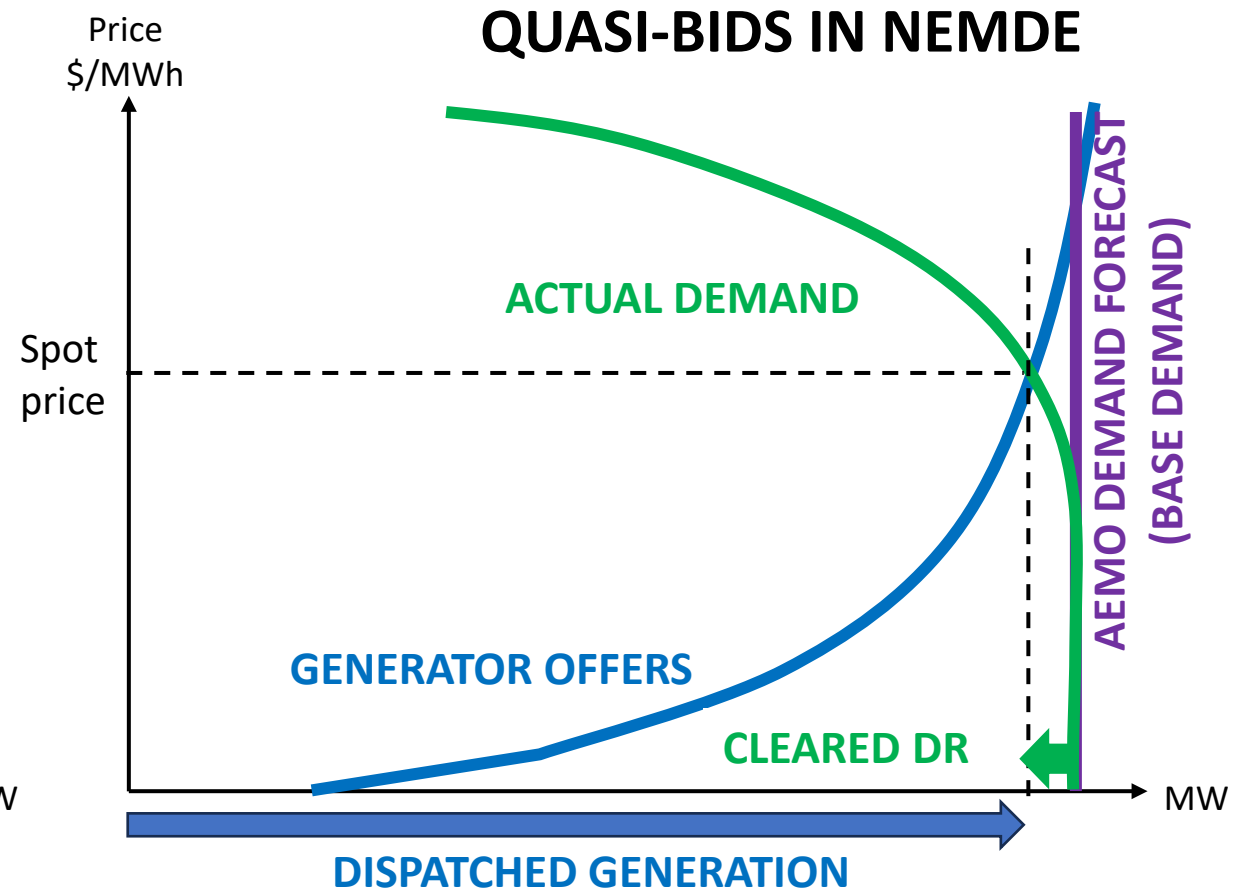 QUASI-BIDS IN NEMDE
Price
$/MWh
ACTUAL DEMAND
Spot
price
AEMO DEMAND FORECAST
(BASE DEMAND)
GENERATOR OFFERS
CLEARED DR
MW
DISPATCHED GENERATION